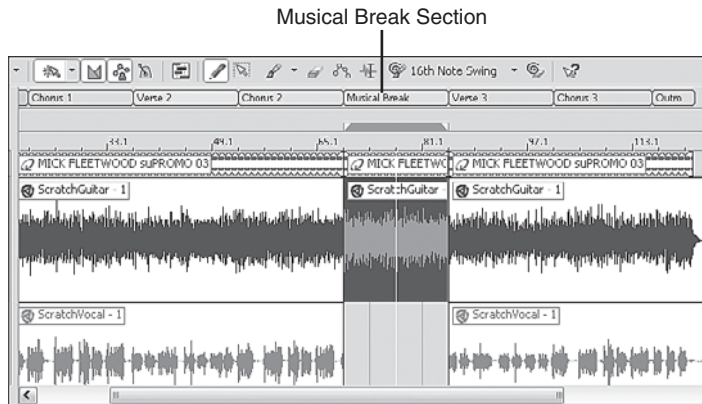 Musical Break Section
16th Note Swing
Chorus 1 Verse 2 Chorus 2 Musical Break Verse 3 Chorus 3 Outro
33.1 49.1 65.1 81.1 97.1 113.1
MICK FLEETWOOD suPROMO 03 MICK FLEETWO MICK FLEETWOOD suPROMO 03
ScratchGuitar - 1 ScratchGuitar - ScratchGuitar - 1
ScratchVocal - 1 ScratchVocal - 1